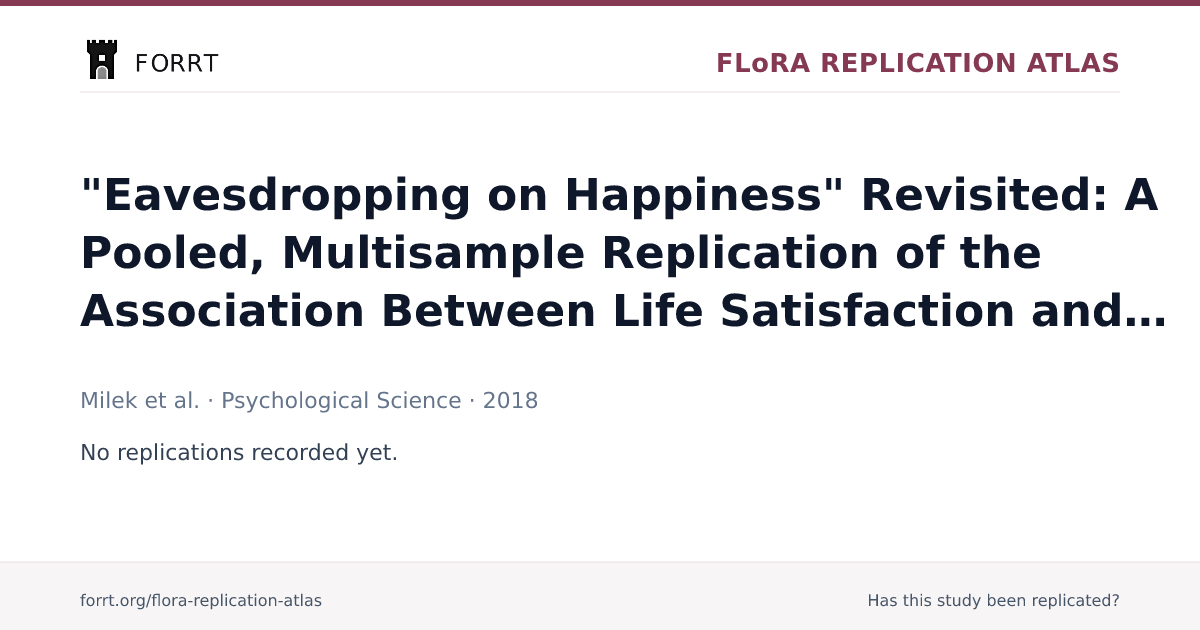 FORRT
FLoRA REPLICATION ATLAS
"Eavesdropping on Happiness" Revisited: A
Pooled, Multisample Replication of the
Association Between Life Satisfaction and…
Milek et al. · Psychological Science · 2018
No replications recorded yet.
forrt.org/flora-replication-atlas
Has this study been replicated?